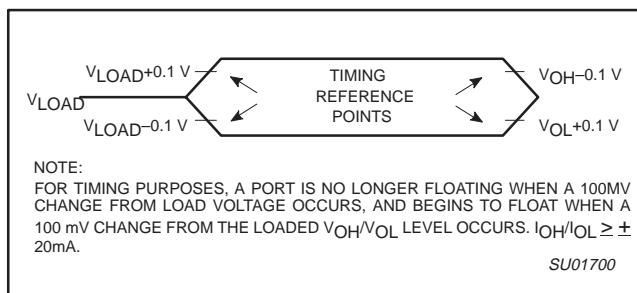 VLOAD+0.1 V
VLOAD
VLOAD–0.1 V
TIMING
REFERENCE
POINTS
VOH–0.1 V
VOL+0.1 V
NOTE:
FOR TIMING PURPOSES, A PORT IS NO LONGER FLOATING WHEN A 100MV
CHANGE FROM LOAD VOLTAGE OCCURS, AND BEGINS TO FLOAT WHEN A
100 mV CHANGE FROM THE LOADED VOH/VOL LEVEL OCCURS. IOH/IOL ≥ ±
20mA.
SU01700